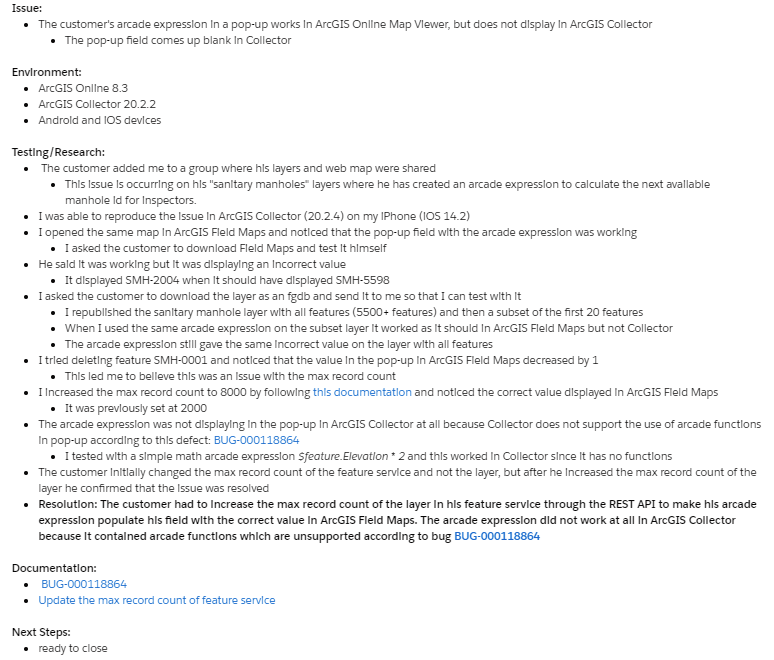 Issue:
The customer's arcade expression in a pop-up works in ArcGIS Online Map Viewer, but does not display in ArcGIS Collector
The pop-up field comes up blank in Collector
Environment:
ArcGIS Online 8.3
ArcGIS Collector 20.2.2
Android and iOS devices
Testing/Research:
The customer added me to a group where his layers and web map were shared
This issue is occurring on his "sanitary manholes" layers where he has created an arcade expression to calculate the next available
manhole id for inspectors.
I was able to reproduce the issue in ArcGIS Collector (20.2.4) on my iPhone (iOS 14.2)
I opened the same map in ArcGIS Field Maps and noticed that the pop-up field with the arcade expression was working
I asked the customer to download Field Maps and test it himself
He said it was working but it was displaying an incorrect value
It displayed SMH-2004 when it should have displayed SMH-5598
I asked the customer to download the layer as an fgdb and send it to me so that I can test with it
I republished the sanitary manhole layer with all features (5500+ features) and then a subset of the first 20 features
When I used the same arcade expression on the subset layer it worked as it should in ArcGIS Field Maps but not Collector
The arcade expression still gave the same incorrect value on the layer with all features
I tried deleting feature SMH-0001 and noticed that the value in the pop-up in ArcGIS Field Maps decreased by 1
This led me to believe this was an issue with the max record count
I increased the max record count to 8000 by following this documentation and noticed the correct value displayed in ArcGIS Field Maps
It was previously set at 2000
The arcade expression was not displaying in the pop-up in ArcGIS Collector at all because Collector does not support the use of arcade functions
in pop-up according to this defect: BUG-000118864
I tested with a simple math arcade expression $feature.Elevation * 2 and this worked in Collector since it has no functions
The customer initially changed the max record count of the feature service and not the layer, but after he increased the max record count of the
layer he confirmed that the issue was resolved
Resolution: The customer had to increase the max record count of the layer in his feature service through the REST API to make his arcade
expression populate his field with the correct value in ArcGIS Field Maps. The arcade expression did not work at all in ArcGIS Collector
because it contained arcade functions which are unsupported according to bug BUG-000118864
Documentation:
BUG-000118864
Update the max record count of feature service
Next Steps:
ready to close